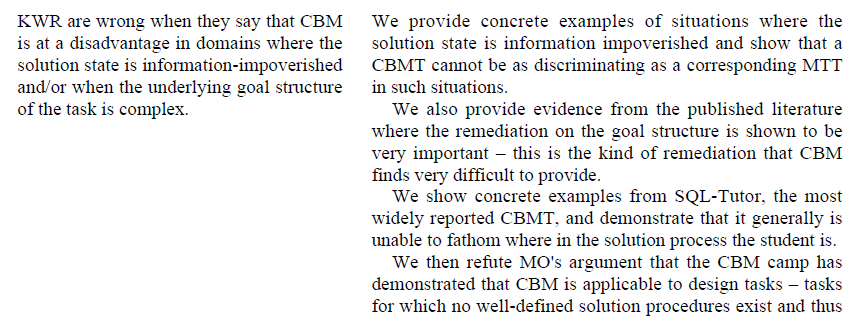 KWR are wrong when they say that CBM
is at a disadvantage in domains where the
solution state is information-impoverished
and/or when the underlying goal structure
of the task is complex.
We provide concrete examples of situations where the
solution state is information impoverished and show that a
CBMT cannot be as discriminating as a corresponding MTT
in such situations.
We also provide evidence from the published literature
where the remediation on the goal structure is shown to be
very important – this is the kind of remediation that CBM
finds very difficult to provide.
We show concrete examples from SQL-Tutor, the most
widely reported CBMT, and demonstrate that it generally is
unable to fathom where in the solution process the student is.
We then refute MO's argument that the CBM camp has
demonstrated that CBM is applicable to design tasks – tasks
for which no well-defined solution procedures exist and thus